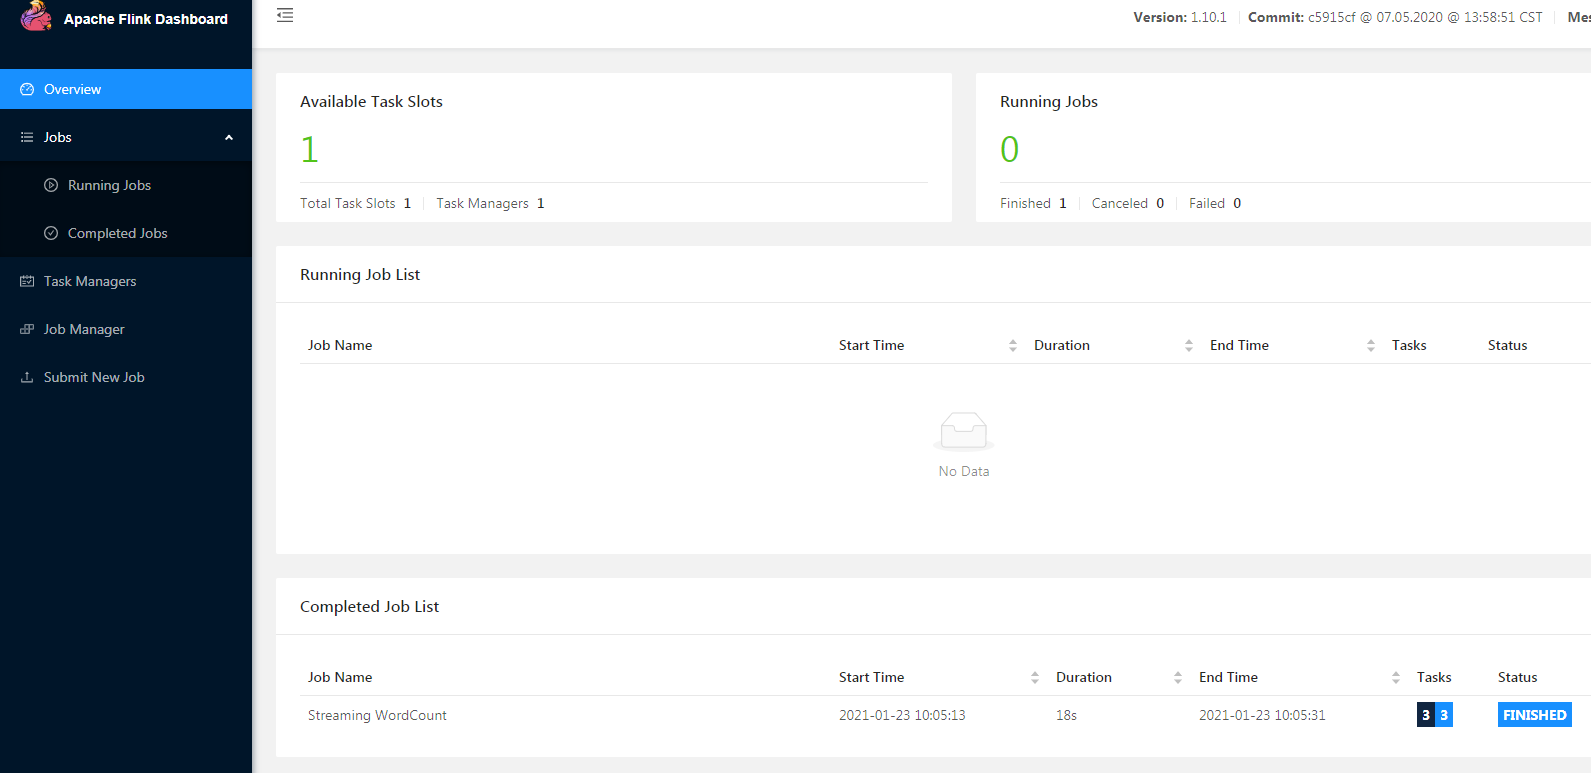 Apache Flink Dashboard
Version: 1.10.1 Commit: c5915cf @ 07.05.2020 @ 13:58:51 CST Mes
Overview
Jobs
Running Jobs
Completed Jobs
Task Managers
Job Manager
Submit New Job
Available Task Slots
1
Total Task Slots 1 Task Managers 1
Running Jobs
0
Finished 1 Canceled 0 Failed 0
Running Job List
Job Name Start Time Duration End Time Tasks Status
No Data
Completed Job List
Job Name Start Time Duration End Time Tasks Status
Streaming WordCount 2021-01-23 10:05:13 18s 2021-01-23 10:05:31 3 3 FINISHED